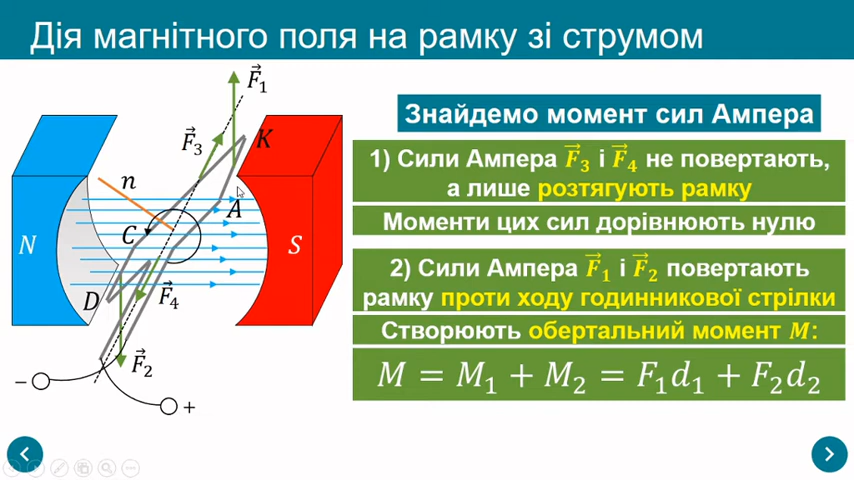 Дія магнітного поля на рамку зі струмом
F⃗₁
F⃗₃
K
n
A
N
C
S
D
F⃗₄
F⃗₂
−
+
Знайдемо момент сил Ампера
1) Сили Ампера F⃗₃ і F⃗₄ не повертають,
а лише розтягують рамку
Моменти цих сил дорівнюють нулю
2) Сили Ампера F⃗₁ і F⃗₂ повертають
рамку проти ходу годинникової стрілки
Створюють обертальний момент M:
M = M₁ + M₂ = F₁d₁ + F₂d₂